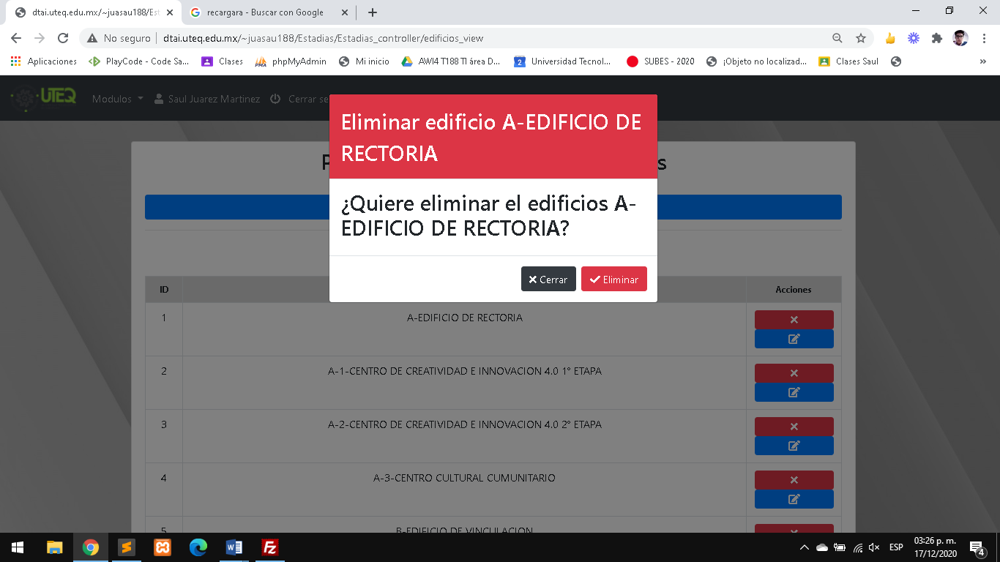 dtai.uteq.edu.mx/~juasau188/Est
recargara - Buscar con Google
No seguro
dtai.uteq.edu.mx/~juasau188/Estadias/Estadias_controller/edificios_view
Aplicaciones
PlayCode - Code Sa...
Clases
phpMyAdmin
Mi inicio
AWI4 T188 TI área D...
Universidad Tecnol...
SUBES - 2020
¡Objeto no localizad...
Clases Saul
»
UTEQ
Modulos
Saul Juarez Martinez
Cerrar se
Eliminar edificio A-EDIFICIO DE
RECTORIA
¿Quiere eliminar el edificios A-
EDIFICIO DE RECTORIA?
Cerrar
Eliminar
ID
Acciones
1
A-EDIFICIO DE RECTORIA
2
A-1-CENTRO DE CREATIVIDAD E INNOVACION 4.0 1° ETAPA
3
A-2-CENTRO DE CREATIVIDAD E INNOVACION 4.0 2° ETAPA
4
A-3-CENTRO CULTURAL CUMUNITARIO
5
B-EDIFICIO DE VINCULACION
ESP
03:26 p. m.
17/12/2020
4